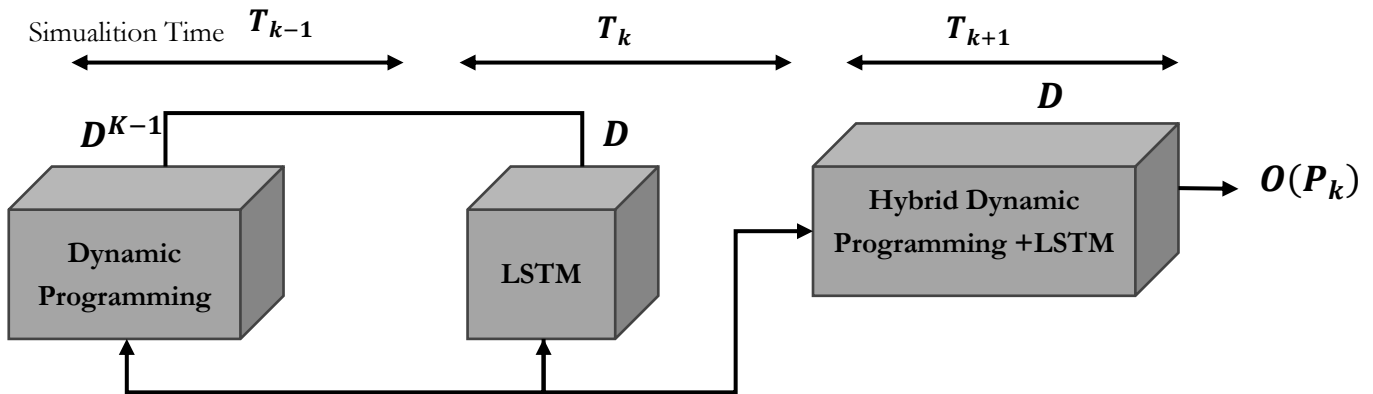 Simualition Time
T_{k-1}
T_k
T_{k+1}
D^{K-1}
D
D
Dynamic
Programming
LSTM
Hybrid Dynamic
Programming +LSTM
O(P_k)